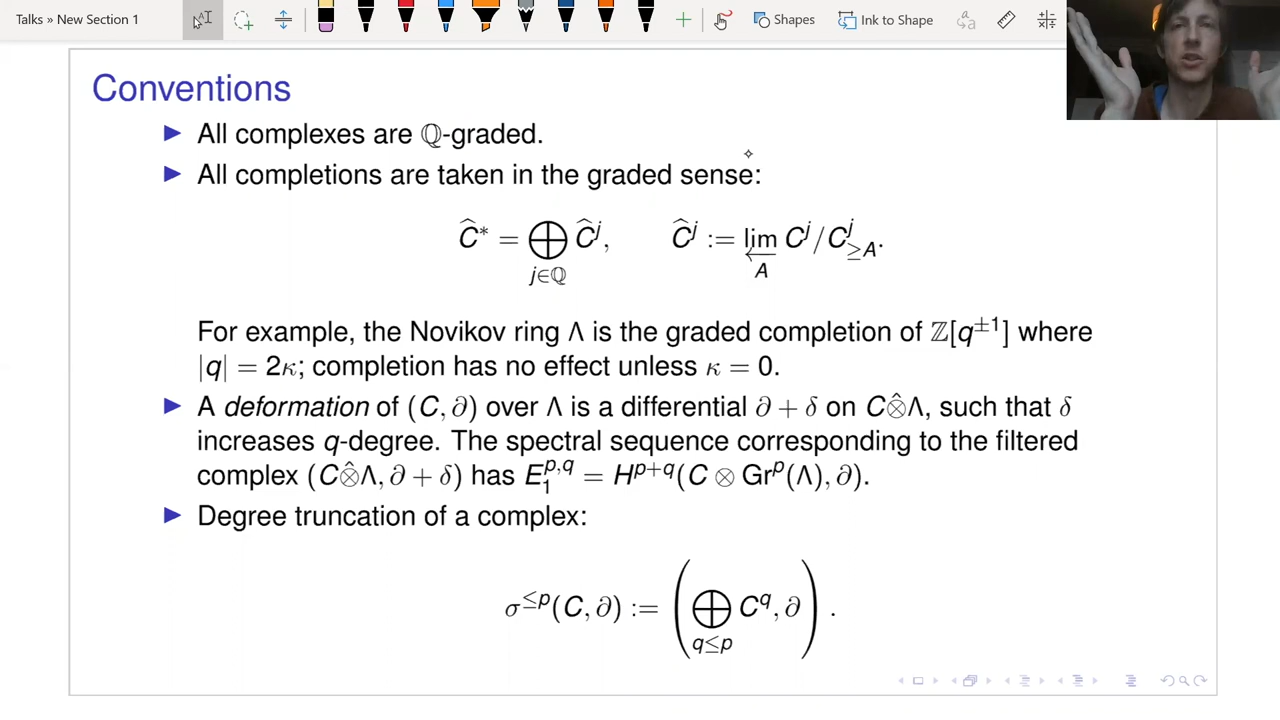 Talks » New Section 1
Shapes
Ink to Shape
Conventions
▶ All complexes are ℚ-graded.
▶ All completions are taken in the graded sense:
Ĉ* = ⨁_{j∈ℚ} Ĉ^j,  Ĉ^j := lim_{←A} C^j / C^j_{≥A}.
For example, the Novikov ring Λ is the graded completion of ℤ[q^{±1}] where
|q| = 2κ; completion has no effect unless κ = 0.
▶ A deformation of (C, ∂) over Λ is a differential ∂ + δ on C⊗̂Λ, such that δ
increases q-degree. The spectral sequence corresponding to the filtered
complex (C⊗̂Λ, ∂ + δ) has E_1^{p,q} = H^{p+q}(C ⊗ Gr^p(Λ), ∂).
▶ Degree truncation of a complex:
σ^{≤p}(C, ∂) := (⨁_{q≤p} C^q, ∂).